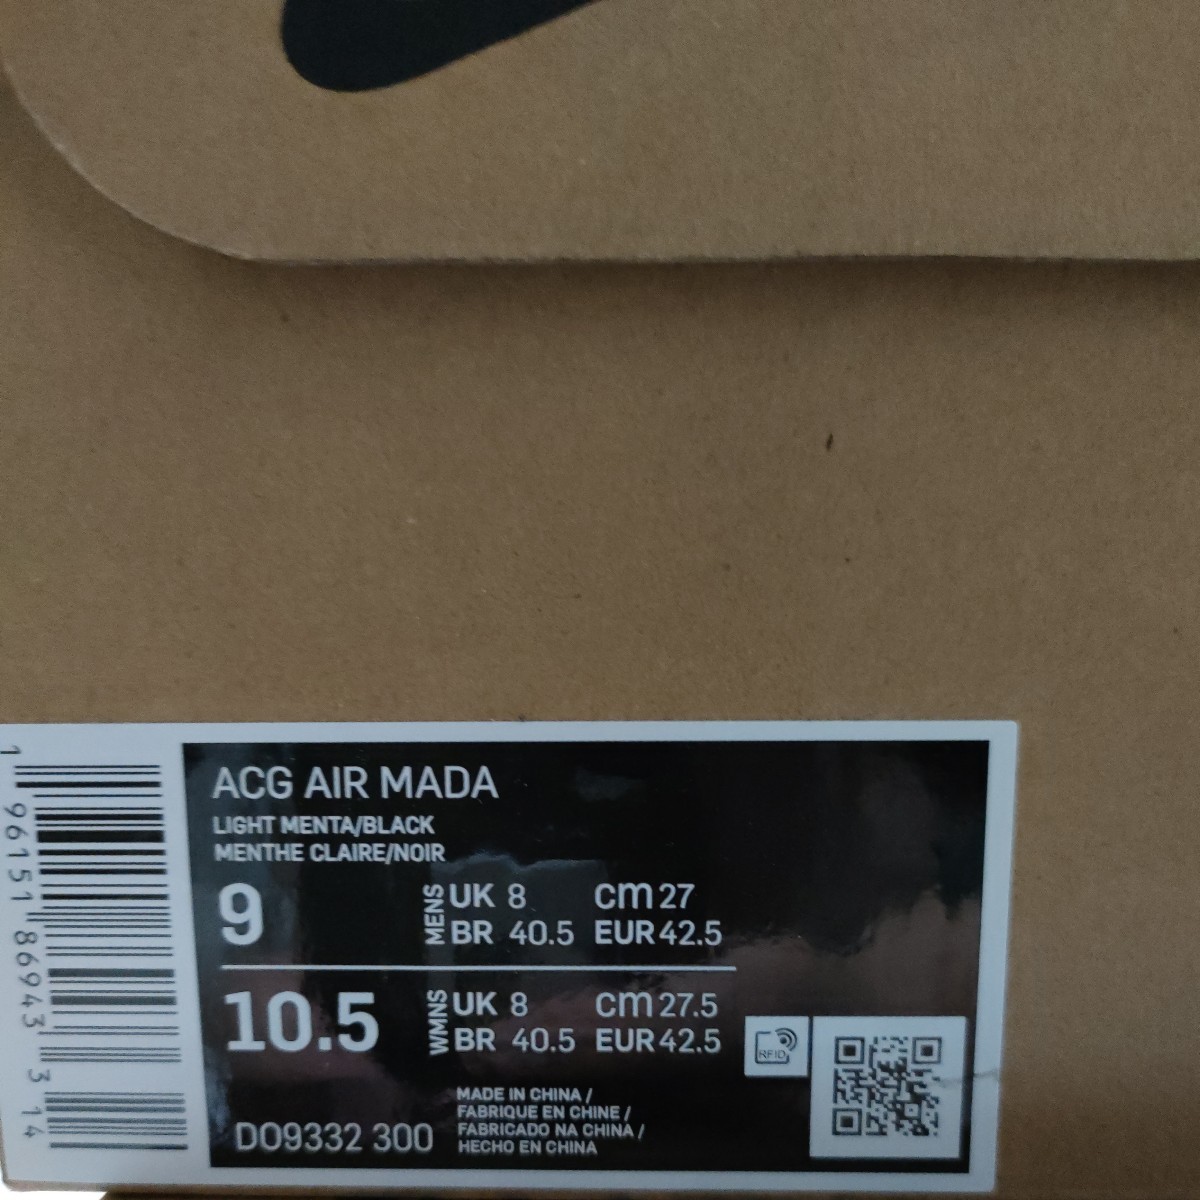 ACG AIR MADA
LIGHT MENTA/BLACK
MENTHE CLAIRE/NOIR
9 MENS UK 8 cm 27
BR 40.5 EUR 42.5
10.5 WMNS UK 8 cm 27.5
BR 40.5 EUR 42.5
RFID
MADE IN CHINA /
FABRIQUE EN CHINE /
FABRICADO NA CHINA /
HECHO EN CHINA
DO9332 300
1 96151 86943 3 14